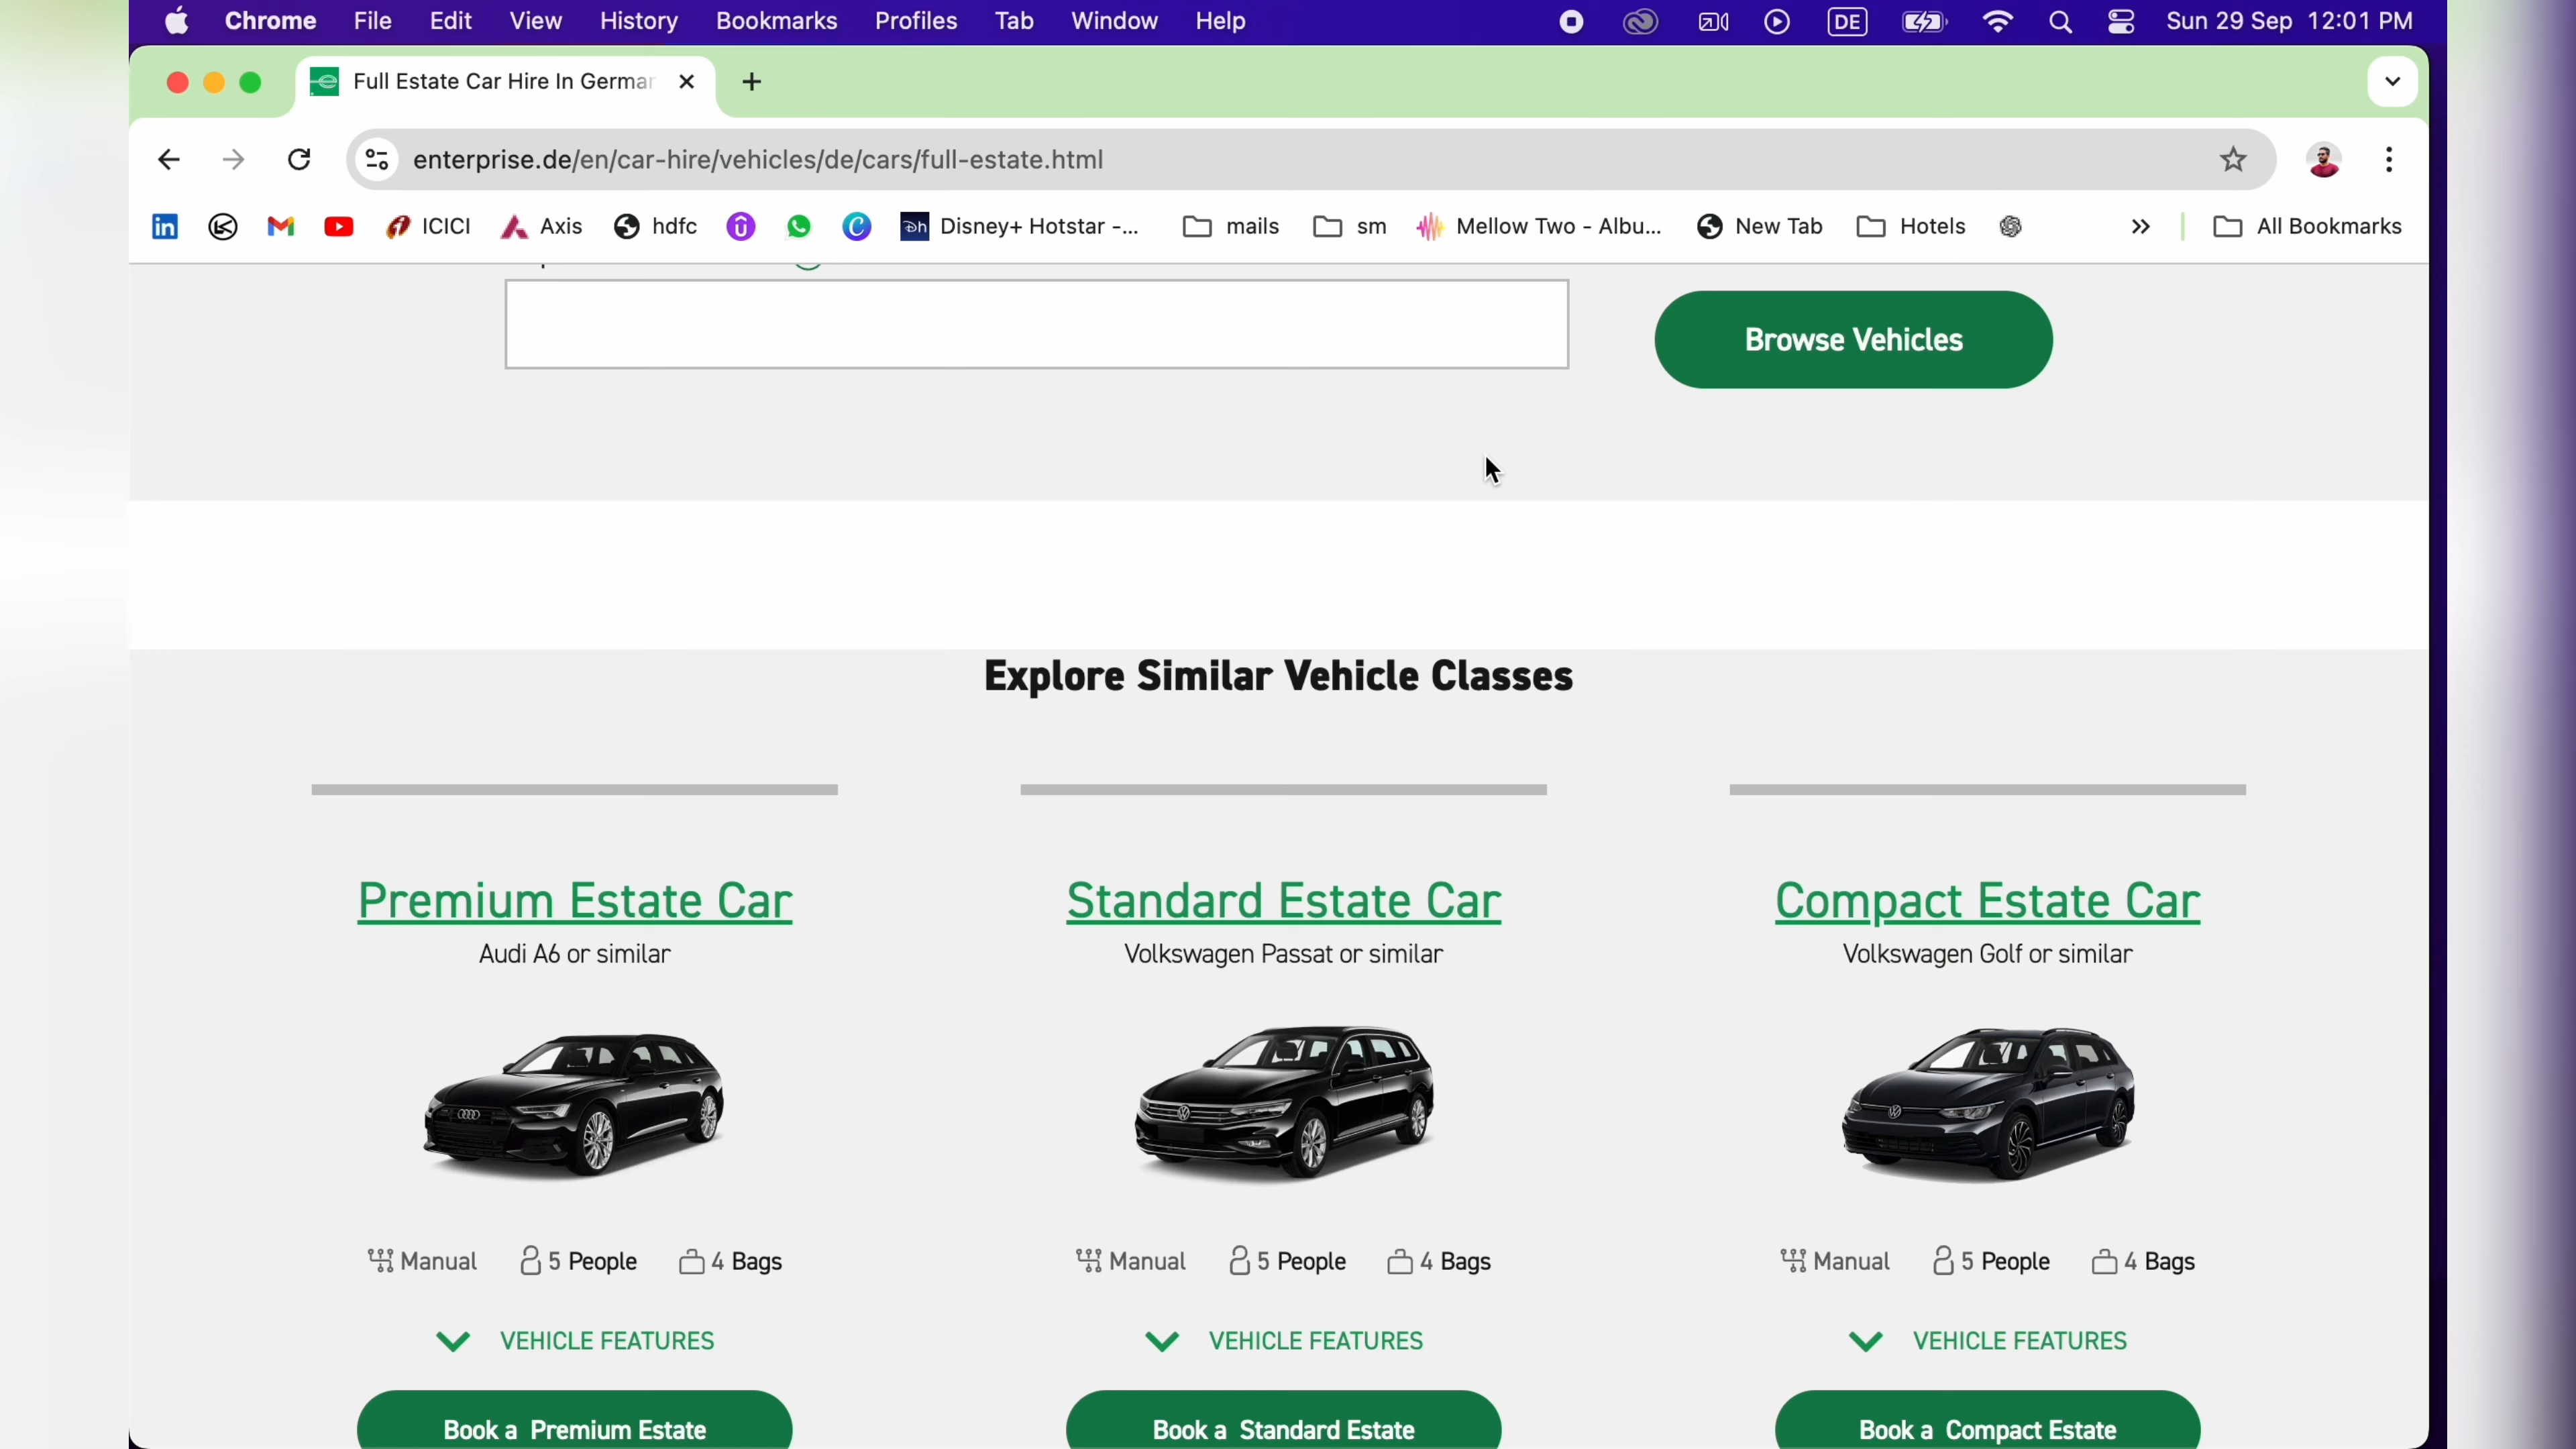 Chrome File Edit View History Bookmarks Profiles Tab Window Help DE Sun 29 Sep 12:01 PM
Full Estate Car Hire In German
enterprise.de/en/car-hire/vehicles/de/cars/full-estate.html
ICICI Axis hdfc Disney+ Hotstar -... mails sm Mellow Two - Albu... New Tab Hotels All Bookmarks
Browse Vehicles
Explore Similar Vehicle Classes
Premium Estate Car Standard Estate Car Compact Estate Car
Audi A6 or similar Volkswagen Passat or similar Volkswagen Golf or similar
Manual 5 People 4 Bags Manual 5 People 4 Bags Manual 5 People 4 Bags
VEHICLE FEATURES VEHICLE FEATURES VEHICLE FEATURES
Book a Premium Estate Book a Standard Estate Book a Compact Estate